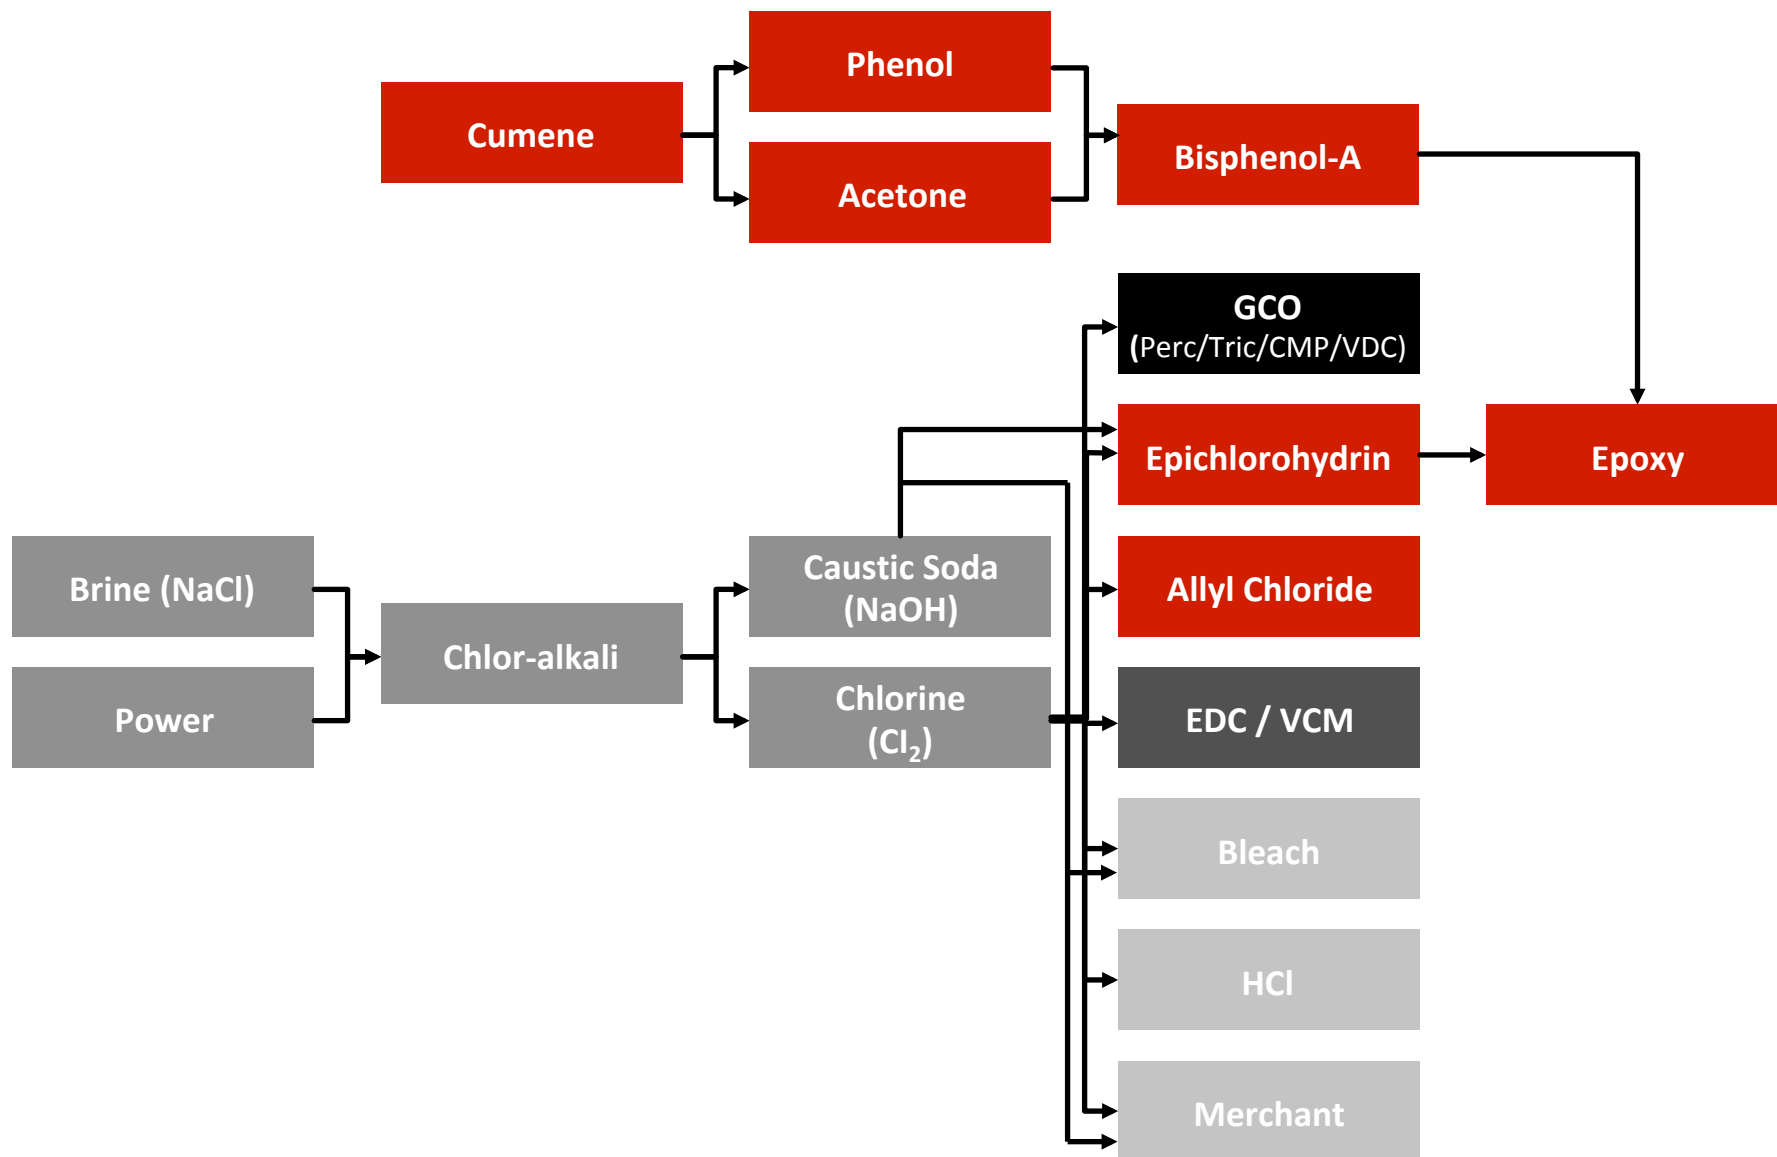 Phenol
Cumene
Acetone
Bisphenol-A
GCO
(Perc/Tric/CMP/VDC)
Epichlorohydrin
Epoxy
Brine (NaCl)
Power
Chlor-alkali
Caustic Soda
(NaOH)
Chlorine
(Cl₂)
Allyl Chloride
EDC / VCM
Bleach
HCl
Merchant